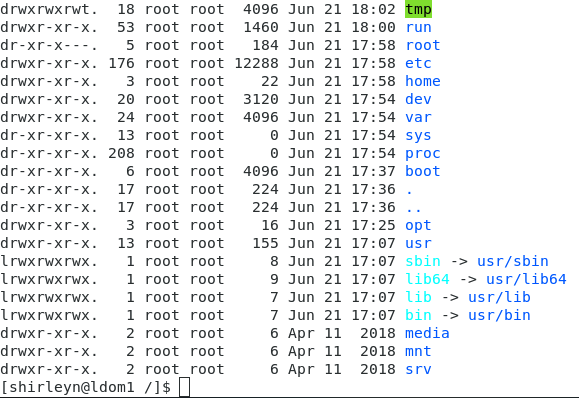 drwxrwxrwt.  18 root root  4096 Jun 21 18:02 tmp
drwxr-xr-x.  53 root root  1460 Jun 21 18:00 run
dr-xr-x---.   5 root root   184 Jun 21 17:58 root
drwxr-xr-x. 176 root root 12288 Jun 21 17:58 etc
drwxr-xr-x.   3 root root    22 Jun 21 17:58 home
drwxr-xr-x.  20 root root  3120 Jun 21 17:54 dev
drwxr-xr-x.  24 root root  4096 Jun 21 17:54 var
dr-xr-xr-x.  13 root root     0 Jun 21 17:54 sys
dr-xr-xr-x. 208 root root     0 Jun 21 17:54 proc
dr-xr-xr-x.   6 root root  4096 Jun 21 17:37 boot
dr-xr-xr-x.  17 root root   224 Jun 21 17:36 .
dr-xr-xr-x.  17 root root   224 Jun 21 17:36 ..
drwxr-xr-x.   3 root root    16 Jun 21 17:25 opt
drwxr-xr-x.  13 root root   155 Jun 21 17:07 usr
lrwxrwxrwx.   1 root root     8 Jun 21 17:07 sbin -> usr/sbin
lrwxrwxrwx.   1 root root     9 Jun 21 17:07 lib64 -> usr/lib64
lrwxrwxrwx.   1 root root     7 Jun 21 17:07 lib -> usr/lib
lrwxrwxrwx.   1 root root     7 Jun 21 17:07 bin -> usr/bin
drwxr-xr-x.   2 root root     6 Apr 11  2018 media
drwxr-xr-x.   2 root root     6 Apr 11  2018 mnt
drwxr-xr-x.   2 root root     6 Apr 11  2018 srv
[shirleyn@ldom1 /]$